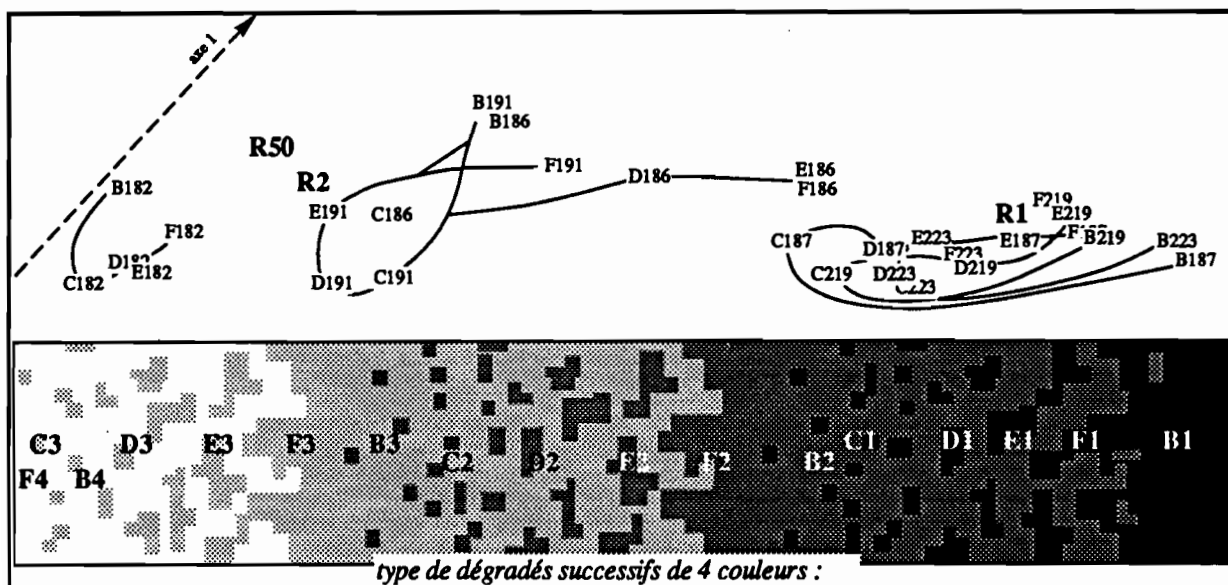 axe 1
B191
B186
R50
F191
E186
D186
F186
R2
B182
E191
C186
F219
R1
E219
F182
C187
E223
E187
B219
B223
D187
F223
D182
E182
C182
D191
C191
C219
D223
D219
B187
C3 D3 E3 F3 B3 C2 D2 F2 B2 C1 D1 E1 F1 B1
F4 B4
type de dégradés successifs de 4 couleurs :